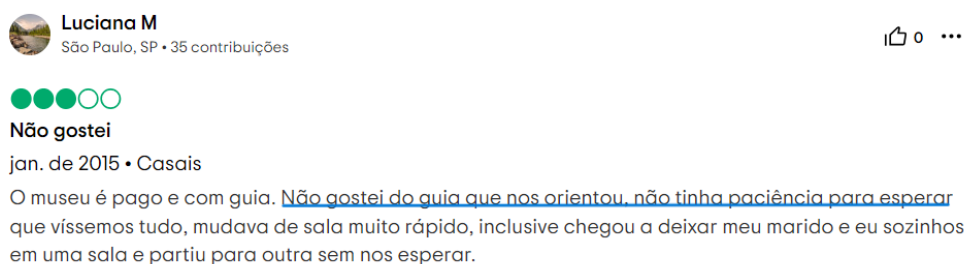 Luciana M
São Paulo, SP • 35 contribuições
0
Não gostei
jan. de 2015 • Casais
O museu é pago e com guia. Não gostei do guia que nos orientou, não tinha paciência para esperar
que víssemos tudo, mudava de sala muito rápido, inclusive chegou a deixar meu marido e eu sozinhos
em uma sala e partiu para outra sem nos esperar.